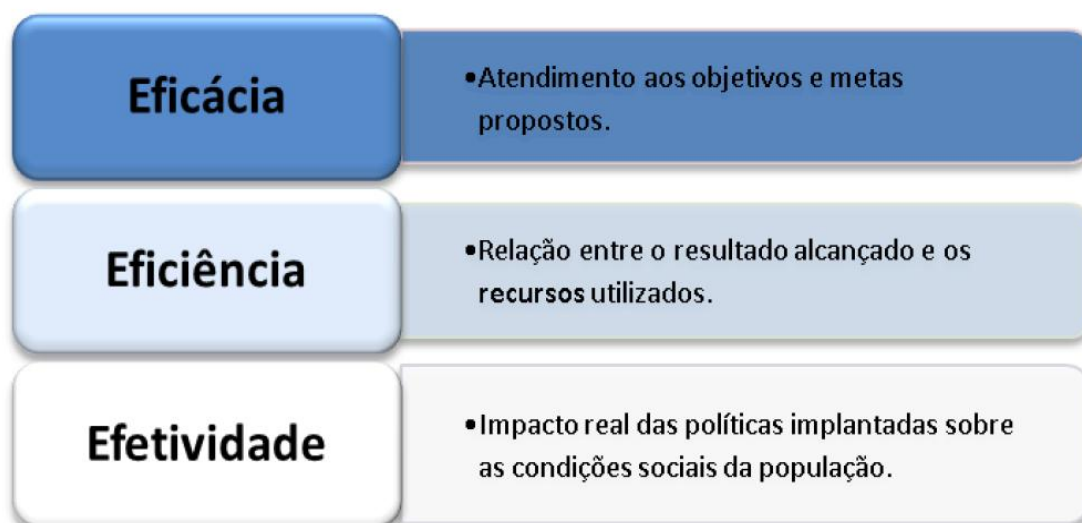 Eficácia
•Atendimento aos objetivos e metas
propostos.
Eficiência
•Relação entre o resultado alcançado e os
recursos utilizados.
Efetividade
•Impacto real das políticas implantadas sobre
as condições sociais da população.